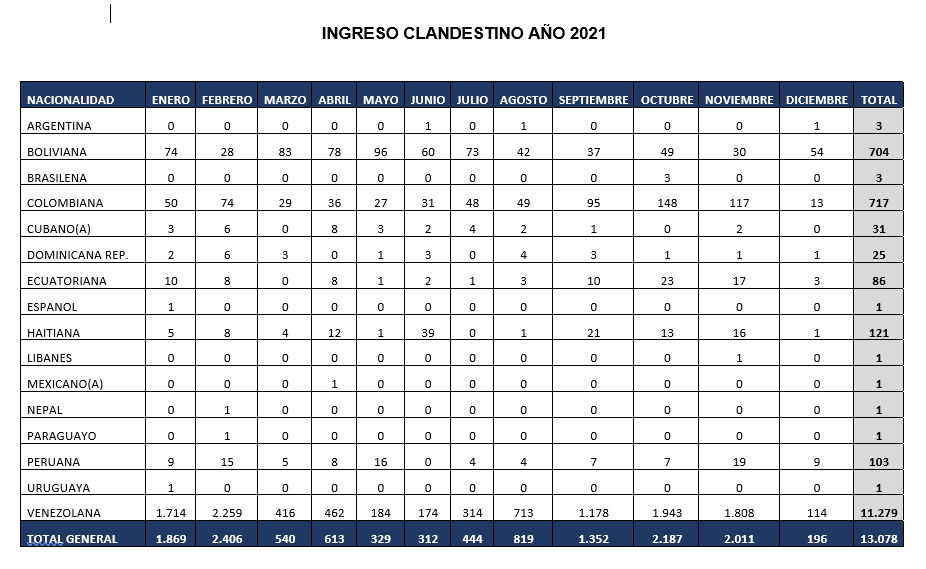 INGRESO CLANDESTINO AÑO 2021
NACIONALIDAD ENERO FEBRERO MARZO ABRIL MAYO JUNIO JULIO AGOSTO SEPTIEMBRE OCTUBRE NOVIEMBRE DICIEMBRE TOTAL
ARGENTINA 0 0 0 0 0 1 0 1 0 0 0 1 3
BOLIVIANA 74 28 83 78 96 60 73 42 37 49 30 54 704
BRASILENA 0 0 0 0 0 0 0 0 0 3 0 0 3
COLOMBIANA 50 74 29 36 27 31 48 49 95 148 117 13 717
CUBANO(A) 3 6 0 8 3 2 4 2 1 0 2 0 31
DOMINICANA REP. 2 6 3 0 1 3 0 4 3 1 1 1 25
ECUATORIANA 10 8 0 8 1 2 1 3 10 23 17 3 86
ESPANOL 1 0 0 0 0 0 0 0 0 0 0 0 1
HAITIANA 5 8 4 12 1 39 0 1 21 13 16 1 121
LIBANES 0 0 0 0 0 0 0 0 0 0 1 0 1
MEXICANO(A) 0 0 0 1 0 0 0 0 0 0 0 0 1
NEPAL 0 1 0 0 0 0 0 0 0 0 0 0 1
PARAGUAYO 0 1 0 0 0 0 0 0 0 0 0 0 1
PERUANA 9 15 5 8 16 0 4 4 7 7 19 9 103
URUGUAYA 1 0 0 0 0 0 0 0 0 0 0 0 1
VENEZOLANA 1.714 2.259 416 462 184 174 314 713 1.178 1.943 1.808 114 11.279
TOTAL GENERAL 1.869 2.406 540 613 329 312 444 819 1.352 2.187 2.011 196 13.078